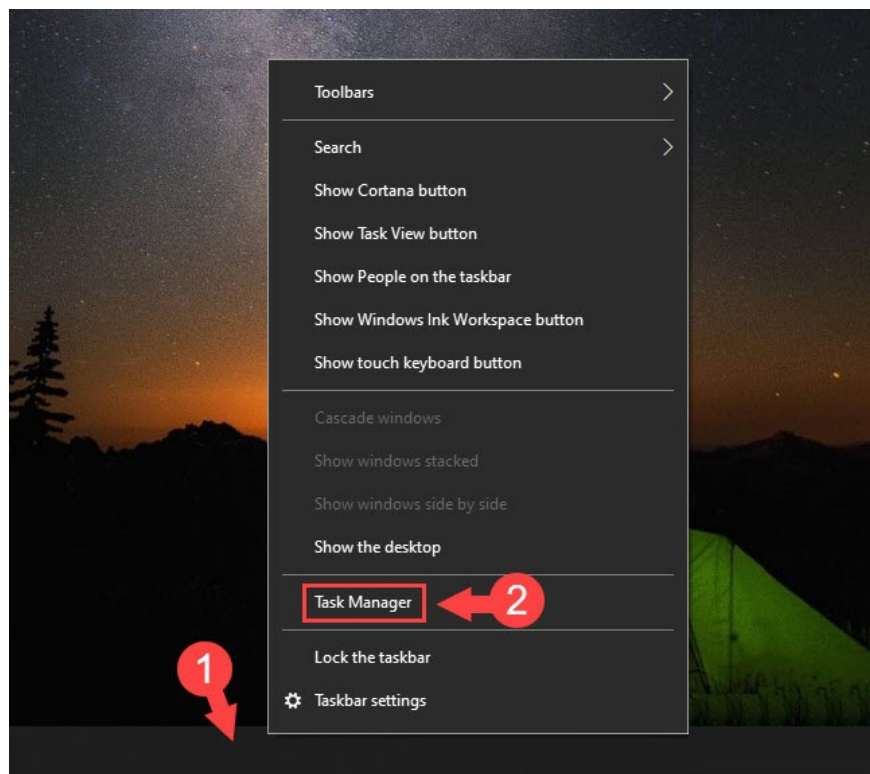 Toolbars
Search
Show Cortana button
Show Task View button
Show People on the taskbar
Show Windows Ink Workspace button
Show touch keyboard button
Cascade windows
Show windows stacked
Show windows side by side
Show the desktop
Task Manager
2
Lock the taskbar
1
Taskbar settings